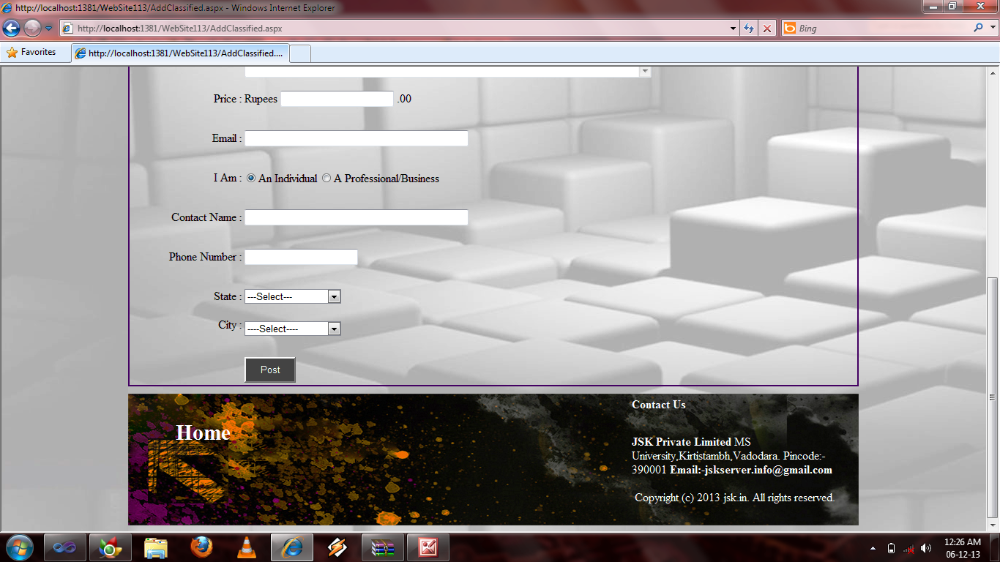 http://localhost:1381/WebSite113/AddClassified.aspx - Windows Internet Explorer
http://localhost:1381/WebSite113/AddClassified.aspx
Bing
Favorites
http://localhost:1381/WebSite113/AddClassified....
Price : Rupees .00
Email :
I Am : An Individual A Professional/Business
Contact Name :
Phone Number :
State : ---Select---
City : ----Select----
Post
Home
Contact Us
JSK Private Limited MS
University,Kirtistambh,Vadodara. Pincode:-
390001 Email:-jskserver.info@gmail.com
Copyright (c) 2013 jsk.in. All rights reserved.
12:26 AM
06-12-13